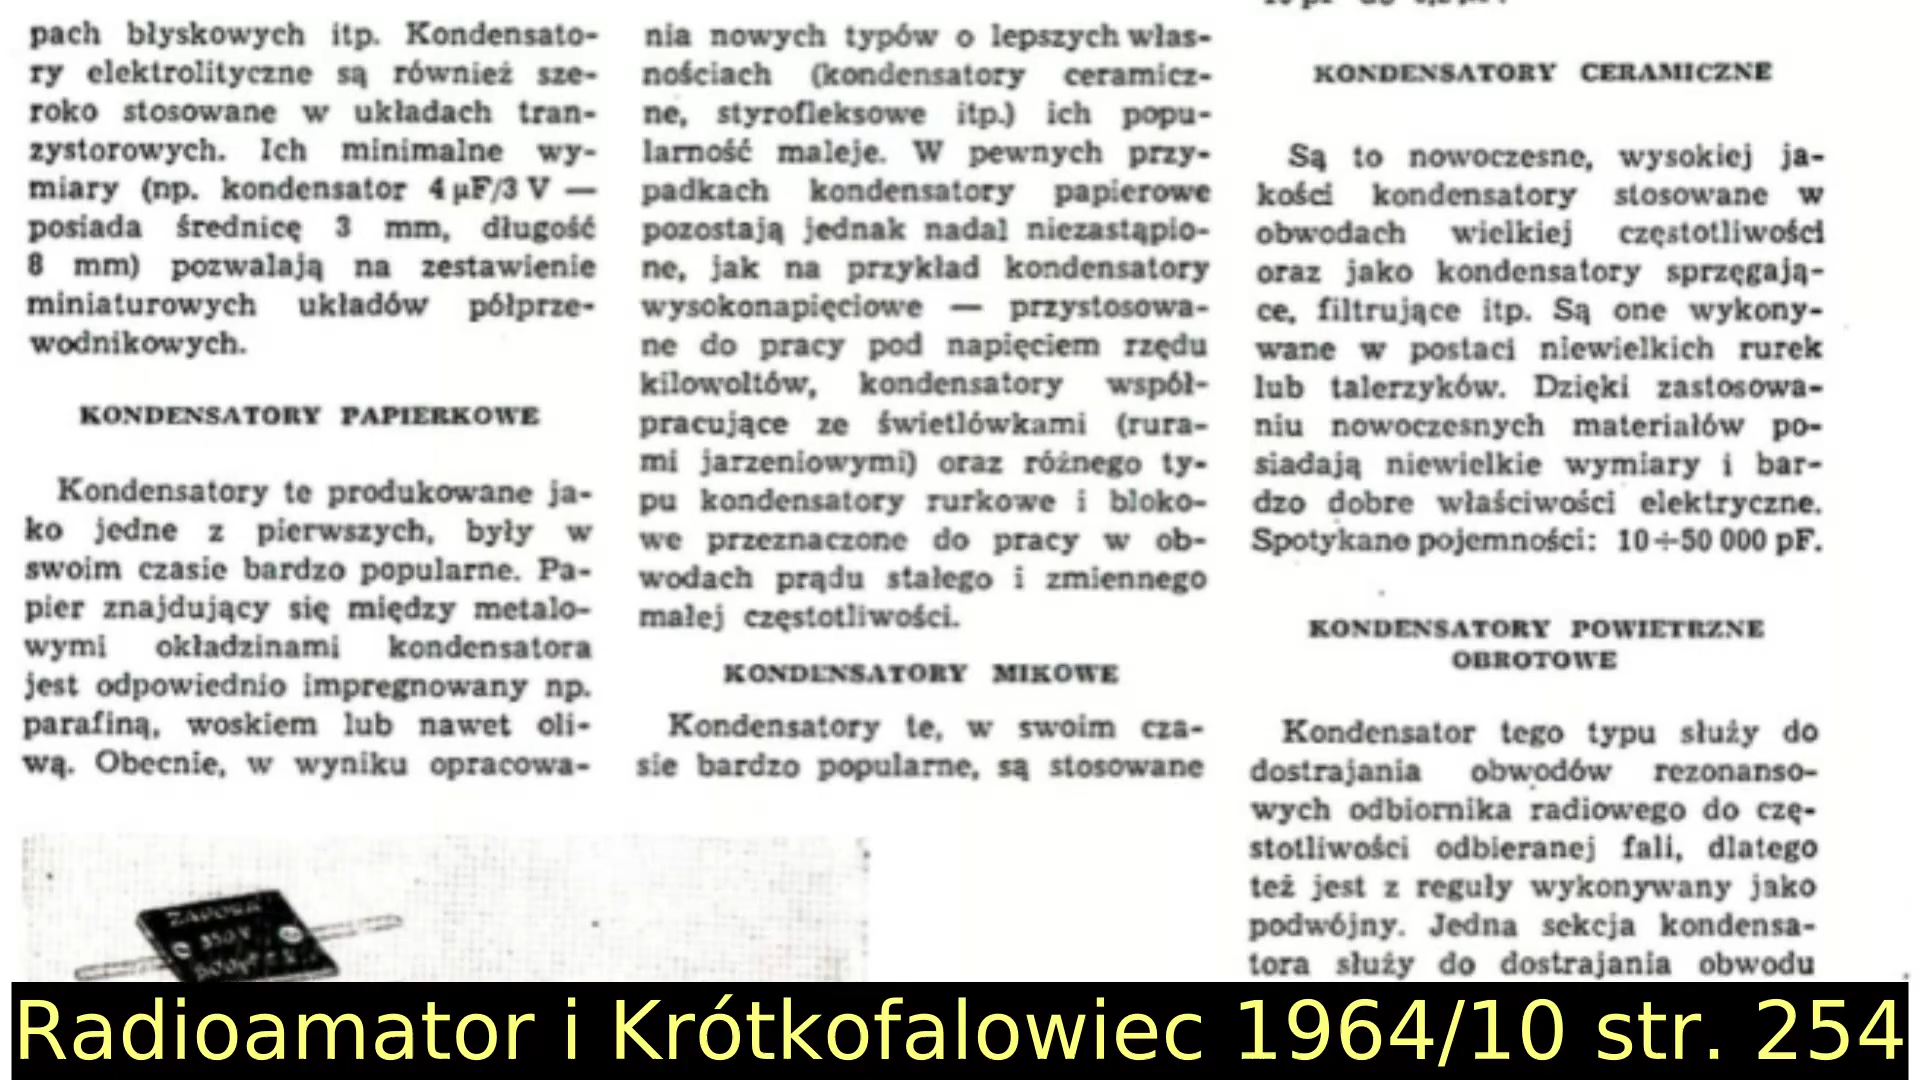 pach błyskowych itp. Kondensato-
ry elektrolityczne są również sze-
roko stosowane w układach tran-
zystorowych. Ich minimalne wy-
miary (np. kondensator 4 μF/3 V —
posiada średnicę 3 mm, długość
8 mm) pozwalają na zestawienie
miniaturowych układów półprze-
wodnikowych.
KONDENSATORY PAPIERKOWE
Kondensatory te produkowane ja-
ko jedne z pierwszych, były w
swoim czasie bardzo popularne. Pa-
pier znajdujący się między metalo-
wymi okładzinami kondensatora
jest odpowiednio impregnowany np.
parafiną, woskiem lub nawet oli-
wą. Obecnie, w wyniku opracowa-
nia nowych typów o lepszych włas-
nościach (kondensatory ceramicz-
ne, styrofleksowe itp.) ich popu-
larność maleje. W pewnych przy-
padkach kondensatory papierowe
pozostają jednak nadal niezastąpio-
ne, jak na przykład kondensatory
wysokonapięciowe — przystosowa-
ne do pracy pod napięciem rzędu
kilowoltów, kondensatory współ-
pracujące ze świetlówkami (rura-
mi jarzeniowymi) oraz różnego ty-
pu kondensatory rurkowe i bloko-
we przeznaczone do pracy w ob-
wodach prądu stałego i zmiennego
małej częstotliwości.
KONDENSATORY MIKOWE
Kondensatory te, w swoim cza-
sie bardzo popularne, są stosowane
KONDENSATORY CERAMICZNE
Są to nowoczesne, wysokiej ja-
kości kondensatory stosowane w
obwodach wielkiej częstotliwości
oraz jako kondensatory sprzęgają-
ce, filtrujące itp. Są one wykony-
wane w postaci niewielkich rurek
lub talerzyków. Dzięki zastosowa-
niu nowoczesnych materiałów po-
siadają niewielkie wymiary i bar-
dzo dobre właściwości elektryczne.
Spotykane pojemności: 10÷50 000 pF.
KONDENSATORY POWIETRZNE
OBROTOWE
Kondensator tego typu służy do
dostrajania obwodów rezonanso-
wych odbiornika radiowego do czę-
stotliwości odbieranej fali, dlatego
też jest z reguły wykonywany jako
podwójny. Jedna sekcja kondensa-
tora służy do dostrajania obwodu
350V
Radioamator i Krótkofalowiec 1964/10 str. 254